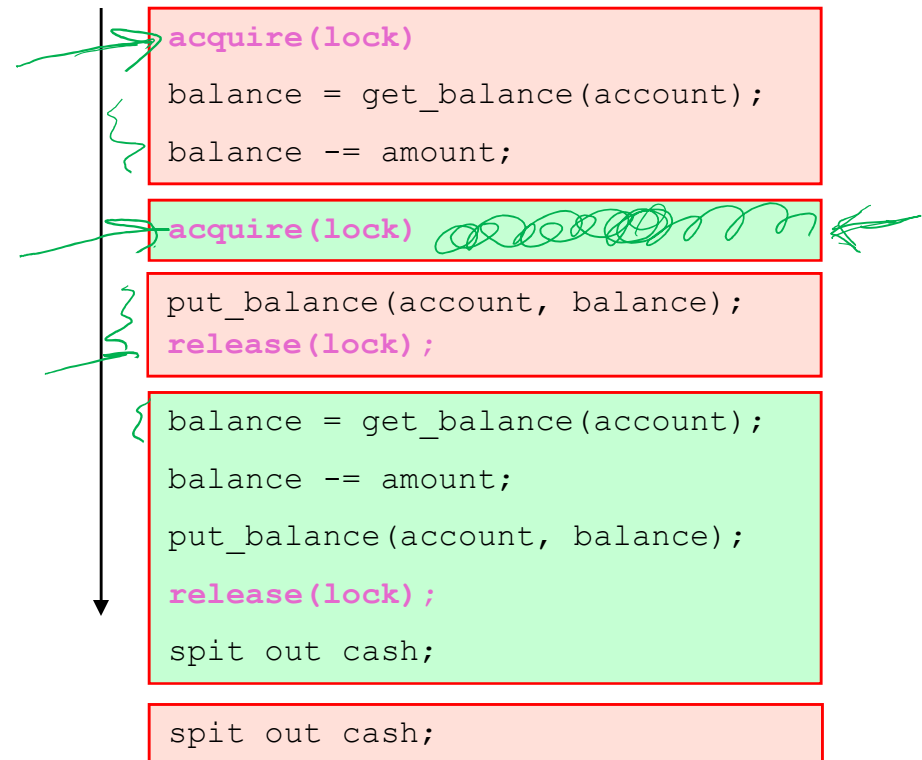 acquire(lock)
balance = get_balance(account);
balance -= amount;
acquire(lock)
put_balance(account, balance);
release(lock);
balance = get_balance(account);
balance -= amount;
put_balance(account, balance);
release(lock);
spit out cash;
spit out cash;